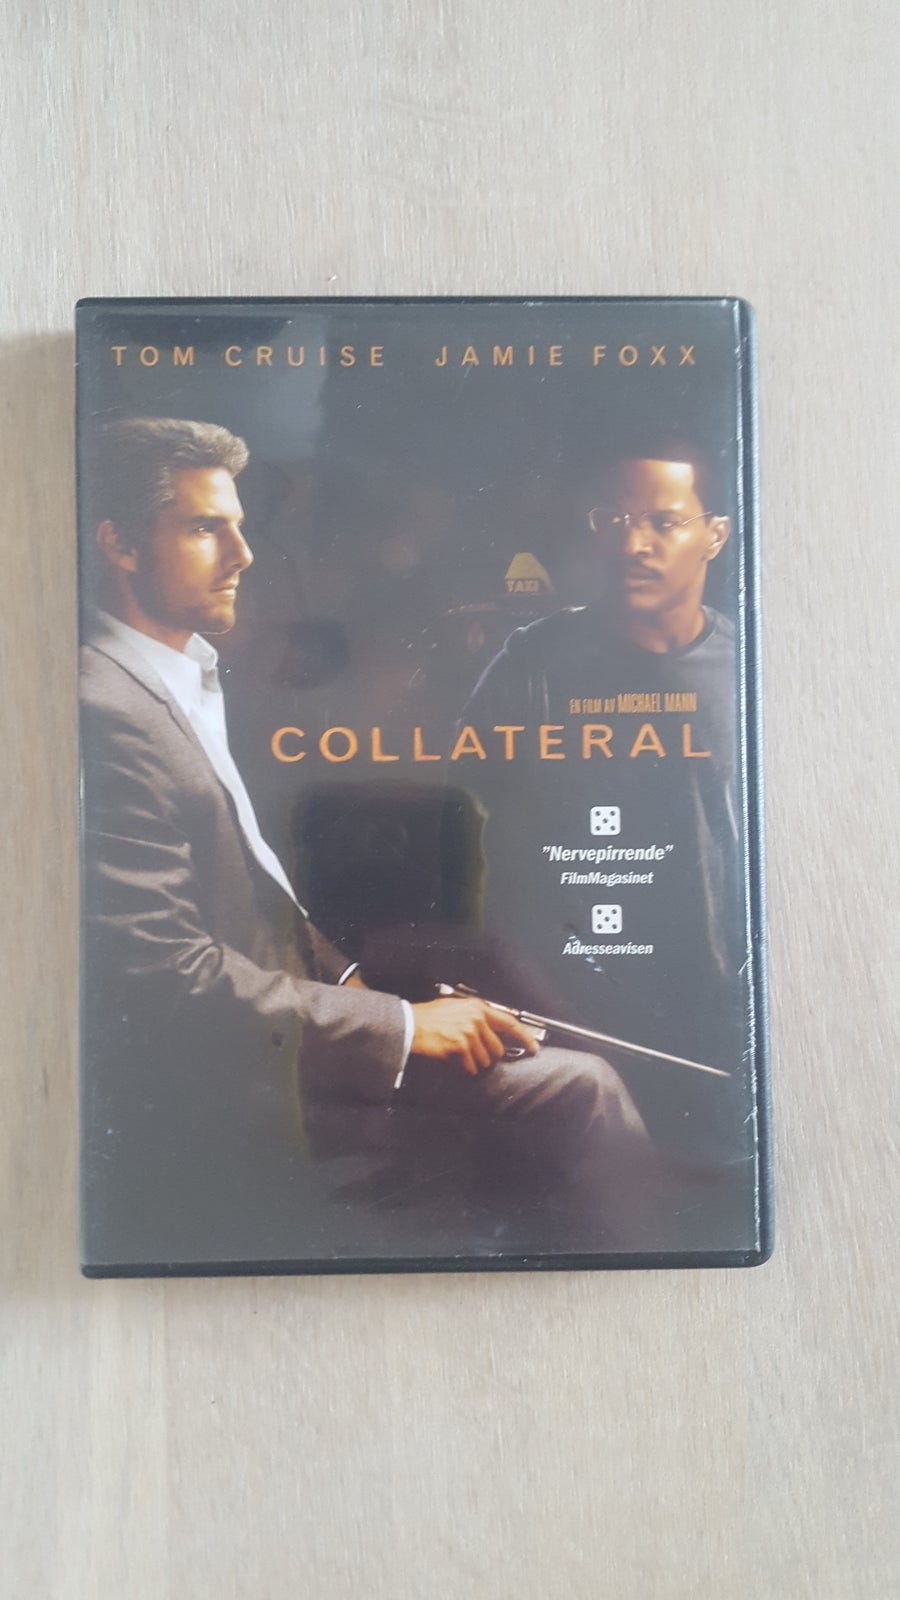 TOM CRUISE JAMIE FOXX
TAXI
EN FILM AV MICHAEL MANN
COLLATERAL
”Nervepirrende”
FilmMagasinet
Adresseavisen